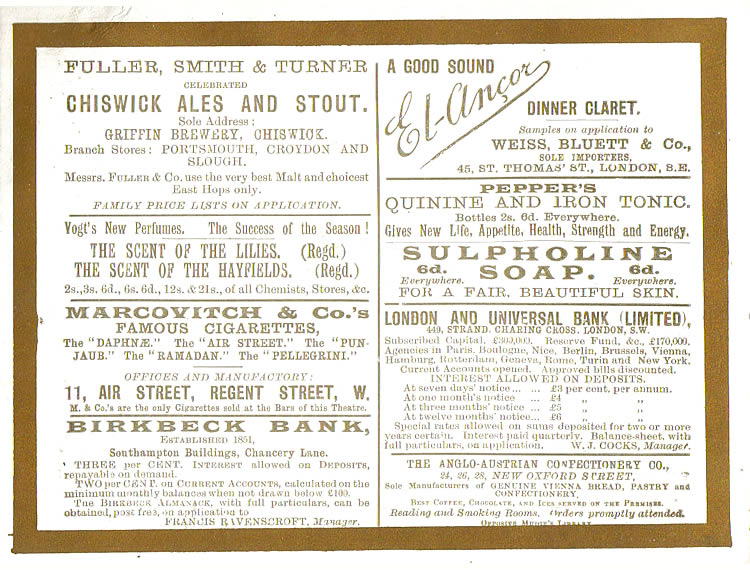 FULLER, SMITH & TURNER
CELEBRATED
CHISWICK ALES AND STOUT.
Sole Address:
GRIFFIN BREWERY, CHISWICK.
Branch Stores: PORTSMOUTH, CROYDON AND
SLOUGH.
Messrs. FULLER & Co. use the very best Malt and choicest
East Hops only.
FAMILY PRICE LISTS ON APPLICATION.
Vogt's New Perfumes. The Success of the Season!
THE SCENT OF THE LILIES. (Regd.)
THE SCENT OF THE HAYFIELDS. (Regd.)
2s., 3s. 6d., 6s. 6d., 12s. & 21s., of all Chemists, Stores, &c.
MARCOVITCH & Co.'s
FAMOUS CIGARETTES,
The "DAPHNÆ." The "AIR STREET." The "PUN-
JAUB." The "RAMADAN." The "PELLEGRINI."
OFFICES AND MANUFACTORY:
11, AIR STREET, REGENT STREET, W.
M. & Co.'s are the only Cigarettes sold at the Bars of this Theatre.
BIRKBECK BANK,
ESTABLISHED 1851,
Southampton Buildings, Chancery Lane.
THREE per CENT. INTEREST allowed on DEPOSITS,
repayable on demand.
TWO per CENT. on CURRENT ACCOUNTS, calculated on the
minimum monthly balances when not drawn below £100.
The BIRKBECK ALMANACK, with full particulars, can be
obtained, post free, on application to
FRANCIS RAVENSCROFT, Manager.
A GOOD SOUND
El-Ançor
DINNER CLARET.
Samples on application to
WEISS, BLUETT & Co.,
SOLE IMPORTERS,
45, ST. THOMAS' ST., LONDON, S.E.
PEPPER'S
QUININE AND IRON TONIC.
Bottles 2s. 6d. Everywhere.
Gives New Life, Appetite, Health, Strength and Energy.
SULPHOLINE
6d. SOAP. 6d.
Everywhere. Everywhere.
FOR A FAIR, BEAUTIFUL SKIN.
LONDON AND UNIVERSAL BANK (LIMITED),
449, STRAND, CHARING CROSS, LONDON, S.W.
Subscribed Capital, £300,000. Reserve Fund, &c., £170,000.
Agencies in Paris, Boulogne, Nice, Berlin, Brussels, Vienna,
Hamburg, Rotterdam, Geneva, Rome, Turin and New York.
Current Accounts opened. Approved bills discounted.
INTEREST ALLOWED ON DEPOSITS.
At seven days' notice ... ... £3 per cent. per annum.
At one month's notice ... £4 " "
At three months' notice ... £5 " "
At twelve months' notice... £6 " "
Special rates allowed on sums deposited for two or more
years certain. Interest paid quarterly. Balance-sheet, with
full particulars, on application. W. J. COCKS, Manager.
THE ANGLO-AUSTRIAN CONFECTIONERY CO.,
24, 26, 28, NEW OXFORD STREET,
Sole Manufacturers of GENUINE VIENNA BREAD, PASTRY and
CONFECTIONERY.
BEST COFFEE, CHOCOLATE, AND ICES SERVED ON THE PREMISES.
Reading and Smoking Rooms. Orders promptly attended.
OPPOSITE MUDIE'S LIBRARY